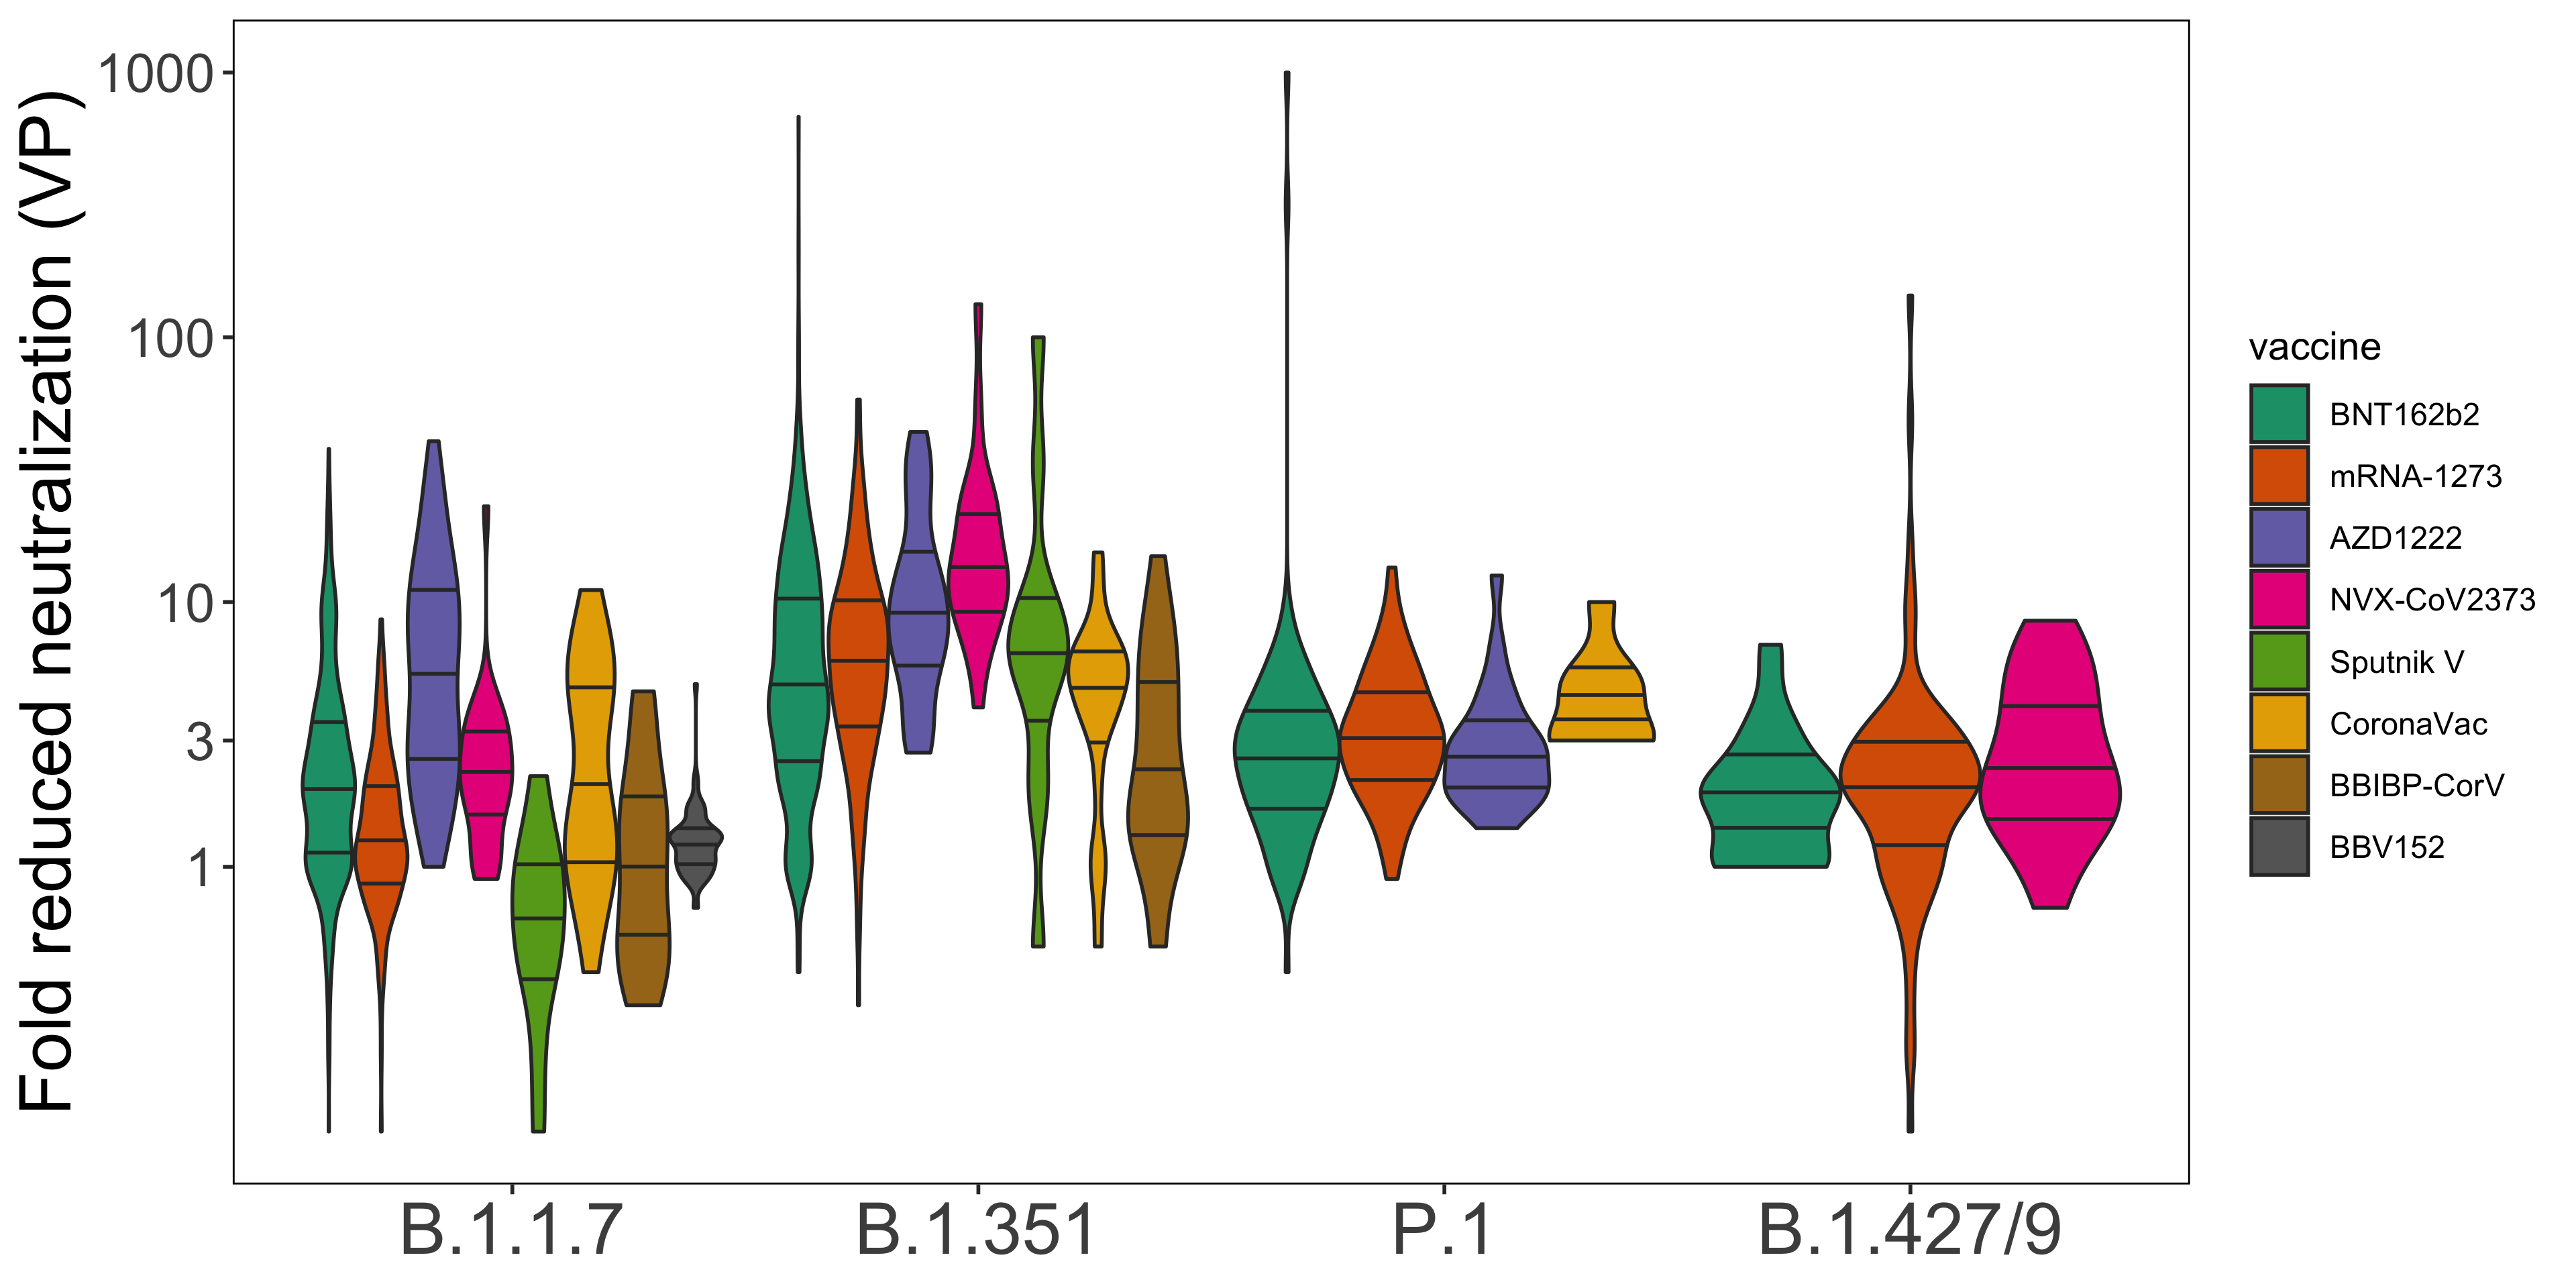 Fold reduced neutralization (VP)
1000
100
10
3
1
B.1.1.7
B.1.351
P.1
B.1.427/9
vaccine
BNT162b2
mRNA-1273
AZD1222
NVX-CoV2373
Sputnik V
CoronaVac
BBIBP-CorV
BBV152